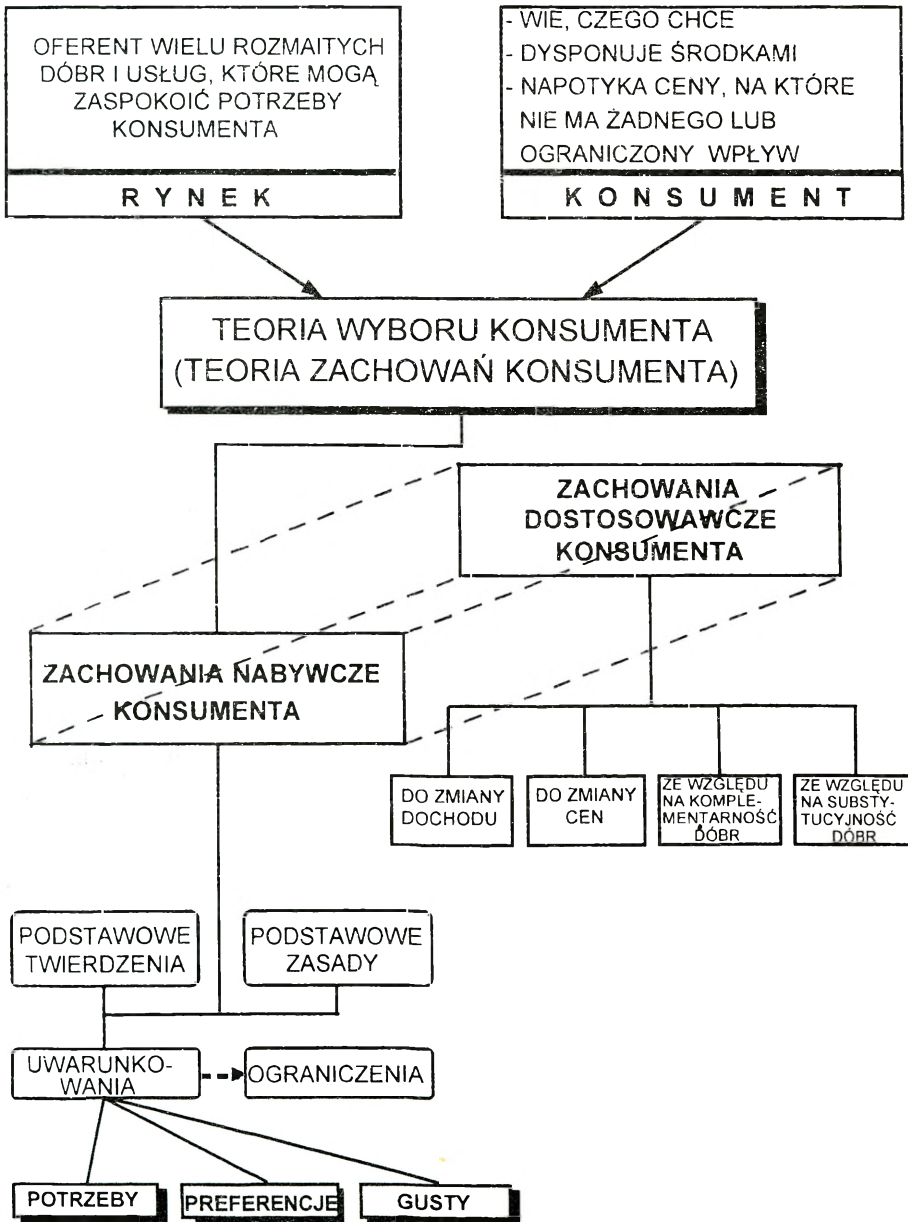 OFERENT WIELU ROZMAITYCH
DÓBR I USŁUG, KTÓRE MOGĄ
ZASPOKOIĆ POTRZEBY
KONSUMENTA
RYNEK
- WIE, CZEGO CHCE
- DYSPONUJE ŚRODKAMI
- NAPOTYKA CENY, NA KTÓRE
NIE MA ŻADNEGO LUB
OGRANICZONY WPŁYW
KONSUMENT
TEORIA WYBORU KONSUMENTA
(TEORIA ZACHOWAŃ KONSUMENTA)
ZACHOWANIA
DOSTOSOWAWCZE
KONSUMENTA
ZACHOWANIA NABYWCZE
KONSUMENTA
DO ZMIANY
DOCHODU
DO ZMIANY
CEN
ZE WZGLĘDU
NA KOMPLE-
MENTARNOŚĆ
DÓBR
ZE WZGLĘDU
NA SUBSTY-
TUCYJNOŚĆ
DÓBR
PODSTAWOWE
TWIERDZENIA
PODSTAWOWE
ZASADY
UWARUNKO-
WANIA
OGRANICZENIA
POTRZEBY
PREFERENCJE
GUSTY